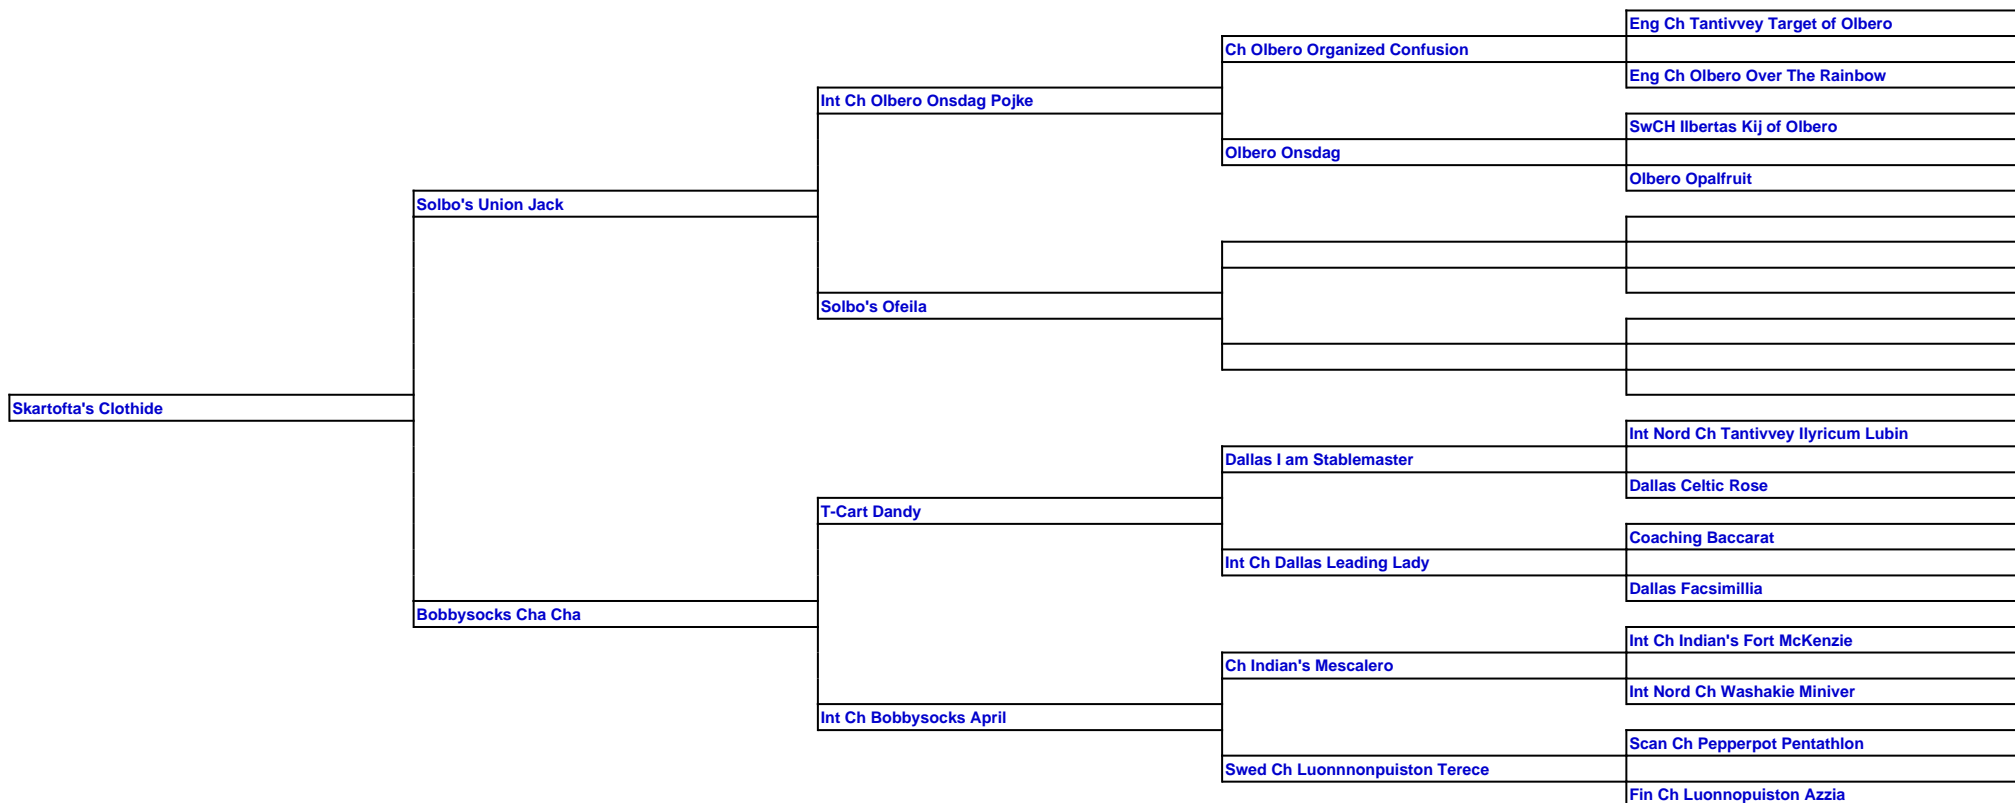 Eng Ch Tantivvey Target of Olbero
Ch Olbero Organized Confusion
Eng Ch Olbero Over The Rainbow
Int Ch Olbero Onsdag Pojke
SwCH Ilbertas Kij of Olbero
Olbero Onsdag
Olbero Opalfruit
Solbo's Union Jack
Solbo's Ofeila
Skartofta's Clothide
Int Nord Ch Tantivvey Ilyricum Lubin
Dallas I am Stablemaster
Dallas Celtic Rose
T-Cart Dandy
Coaching Baccarat
Int Ch Dallas Leading Lady
Dallas Facsimillia
Bobbysocks Cha Cha
Int Ch Indian's Fort McKenzie
Ch Indian's Mescalero
Int Nord Ch Washakie Miniver
Int Ch Bobbysocks April
Scan Ch Pepperpot Pentathlon
Swed Ch Luonnnonpuiston Terece
Fin Ch Luonnopuiston Azzia